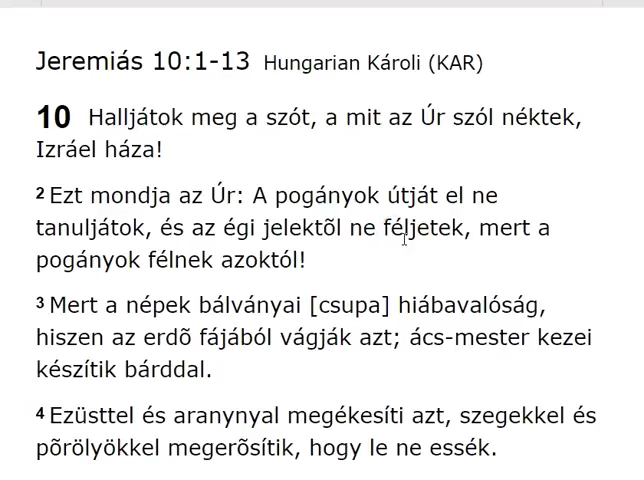 Jeremiás 10:1-13 Hungarian Károli (KAR)
10 Halljátok meg a szót, a mit az Úr szól néktek,
Izráel háza!
2 Ezt mondja az Úr: A pogányok útját el ne
tanuljátok, és az égi jelektõl ne féljetek, mert a
pogányok félnek azoktól!
3 Mert a népek bálványai [csupa] hiábavalóság,
hiszen az erdõ fájából vágják azt; ács-mester kezei
készítik bárddal.
4 Ezüsttel és aranynyal megékesíti azt, szegekkel és
põrölyökkel megerõsítik, hogy le ne essék.